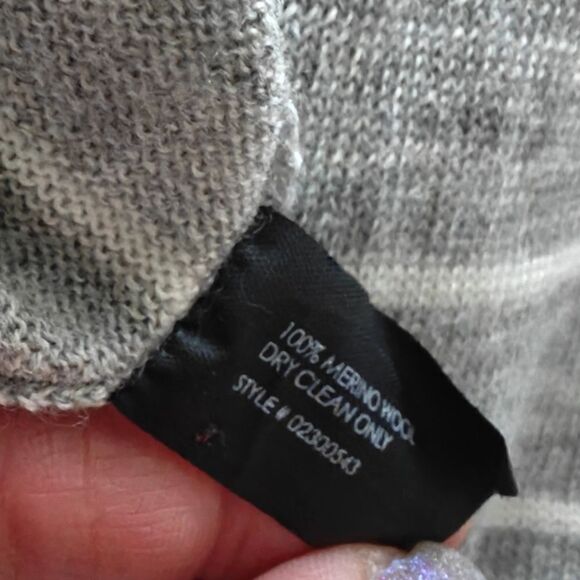 100% MERINO WOOL
DRY CLEAN ONLY
STYLE # 02300543